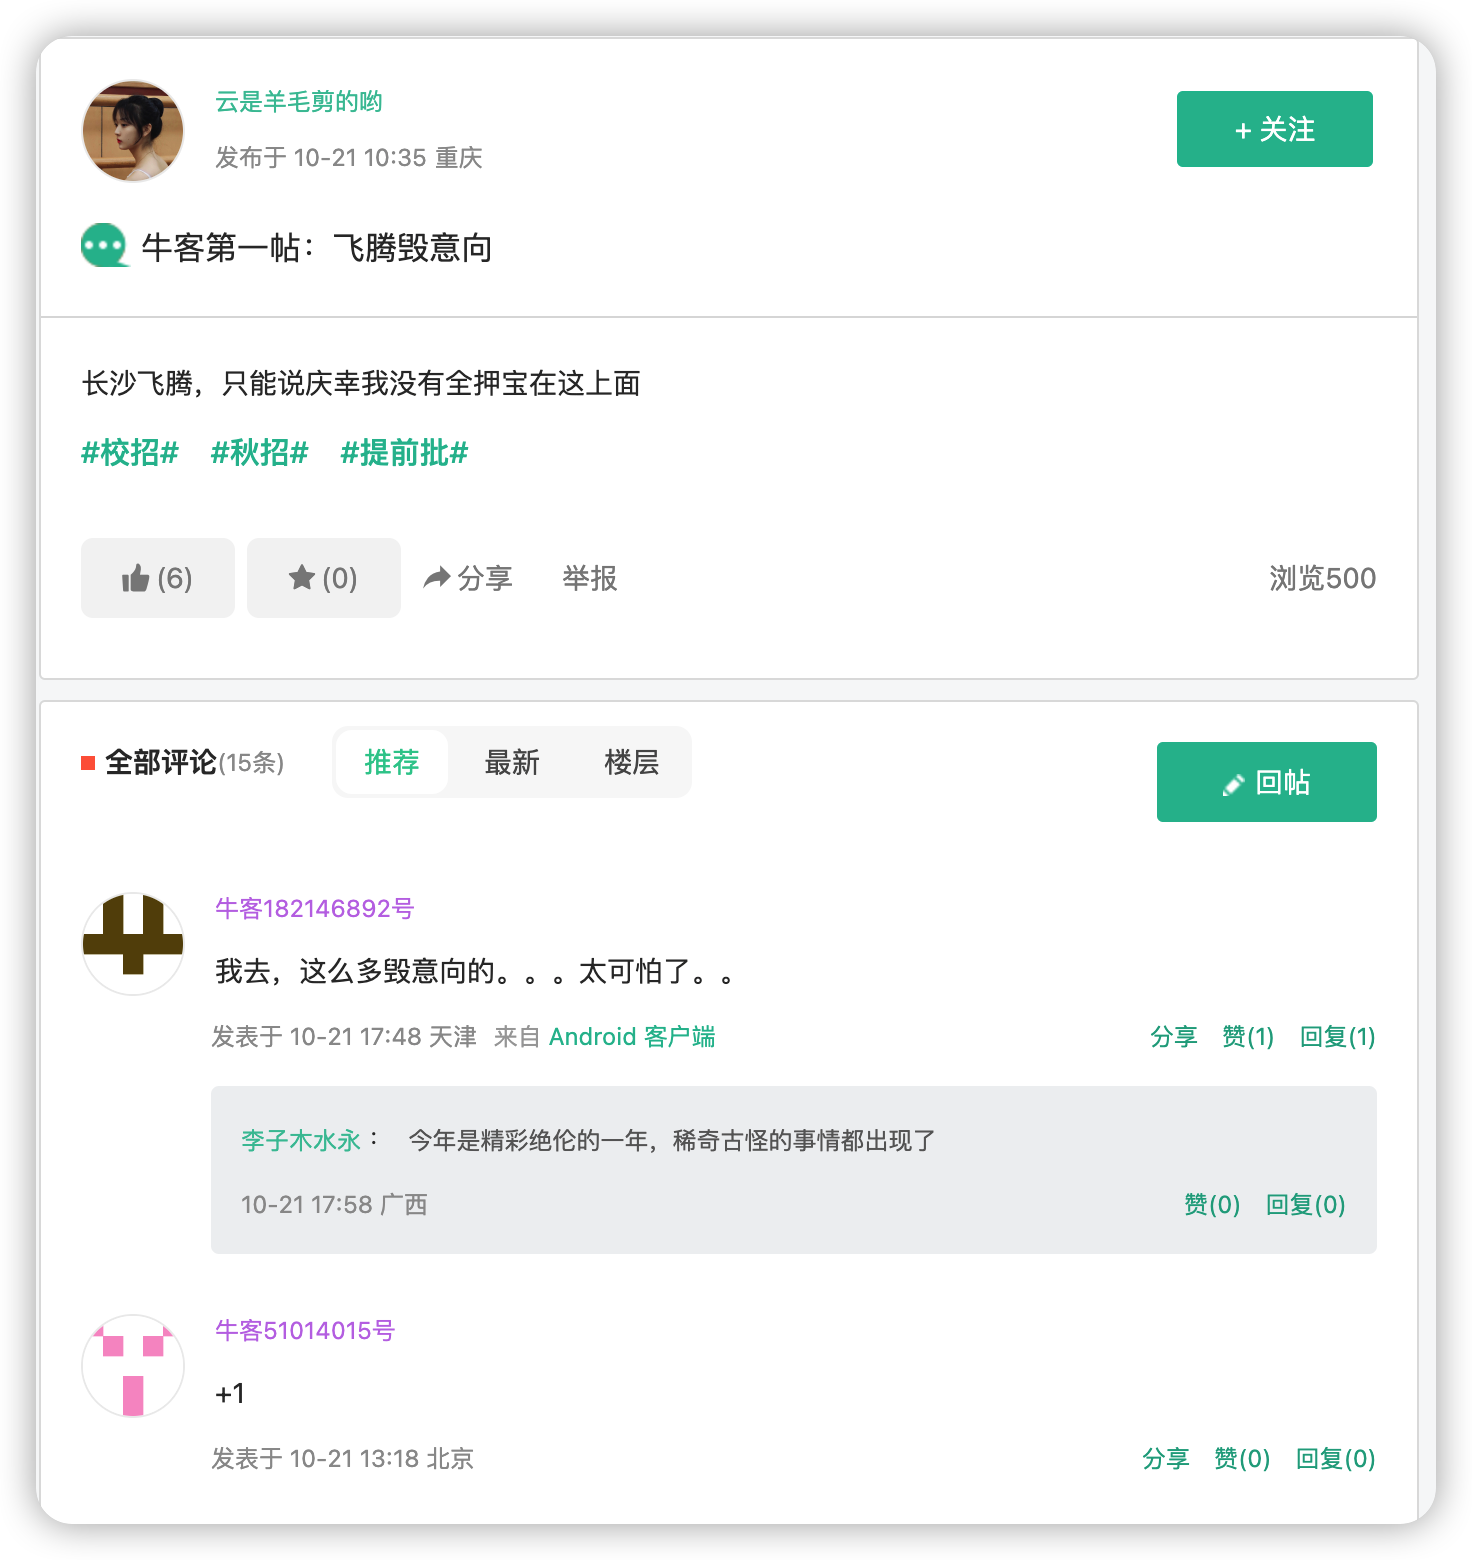 云是羊毛剪的哟
发布于 10-21 10:35 重庆
+ 关注
牛客第一帖：飞腾毁意向
长沙飞腾，只能说庆幸我没有全押宝在这上面
#校招# #秋招# #提前批#
(6) (0) 分享 举报 浏览500
全部评论(15条) 推荐 最新 楼层
回帖
牛客182146892号
我去，这么多毁意向的。。。太可怕了。。
发表于 10-21 17:48 天津 来自 Android 客户端 分享 赞(1) 回复(1)
李子木水永： 今年是精彩绝伦的一年，稀奇古怪的事情都出现了
10-21 17:58 广西 赞(0) 回复(0)
牛客51014015号
+1
发表于 10-21 13:18 北京 分享 赞(0) 回复(0)